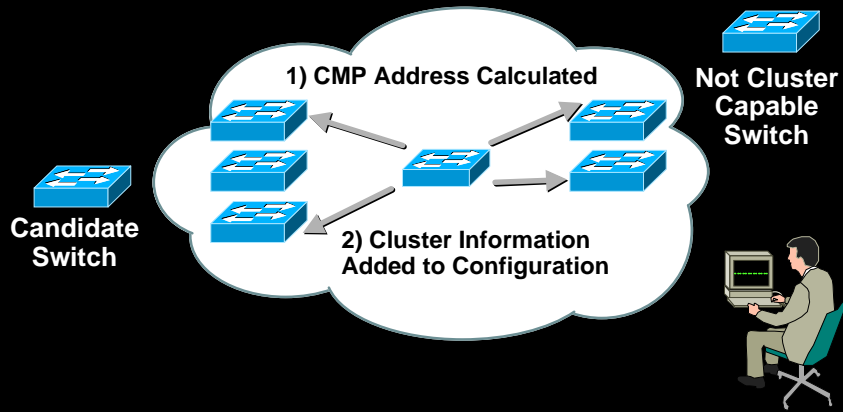 1) CMP Address Calculated
Not Cluster
Capable
Switch
Candidate
Switch
2) Cluster Information
Added to Configuration